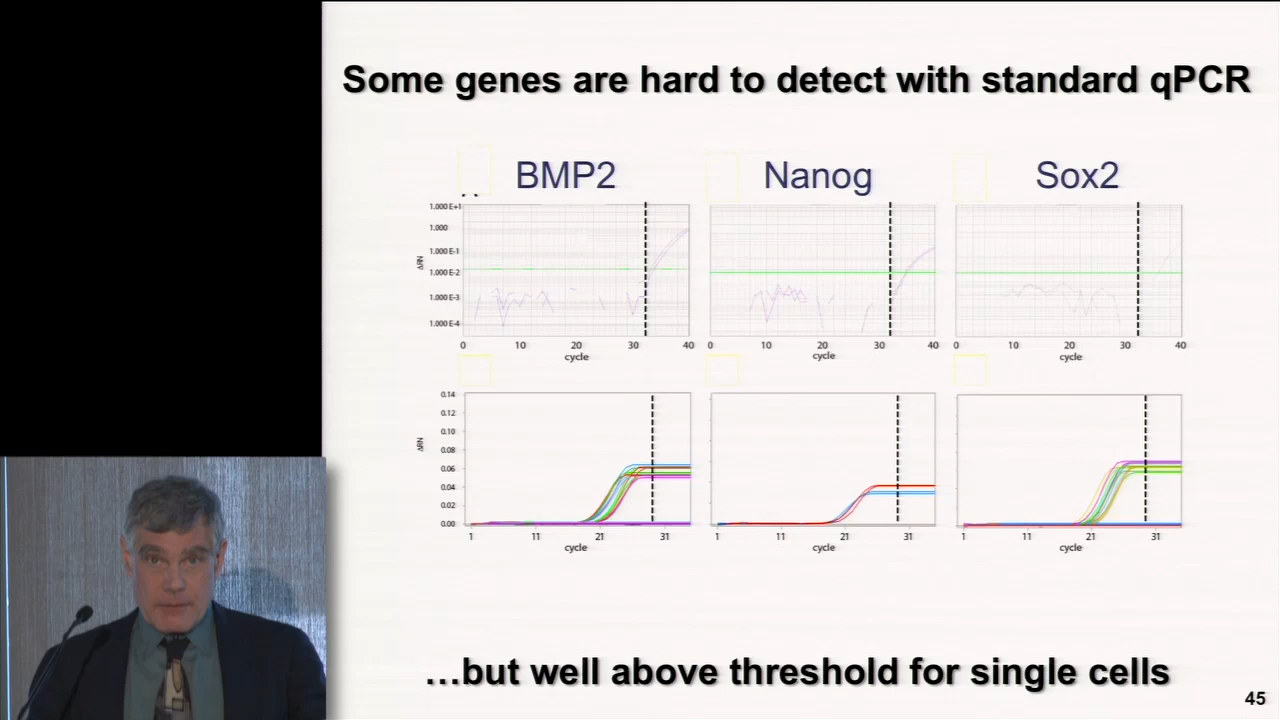 Some genes are hard to detect with standard qPCR
BMP2 Nanog Sox2
1.000 E+1
1.000
1.000 E-1
1.000 E-2
1.000 E-3
1.000 E-4
ΔRN
0 10 20 30 40 0 10 20 30 40 0 10 20 30 40
cycle cycle cycle
0.14
0.12
0.10
0.08
0.06
0.04
0.02
0.00
ΔRN
1 11 21 31 1 11 21 31 1 11 21 31
cycle cycle cycle
...but well above threshold for single cells
45